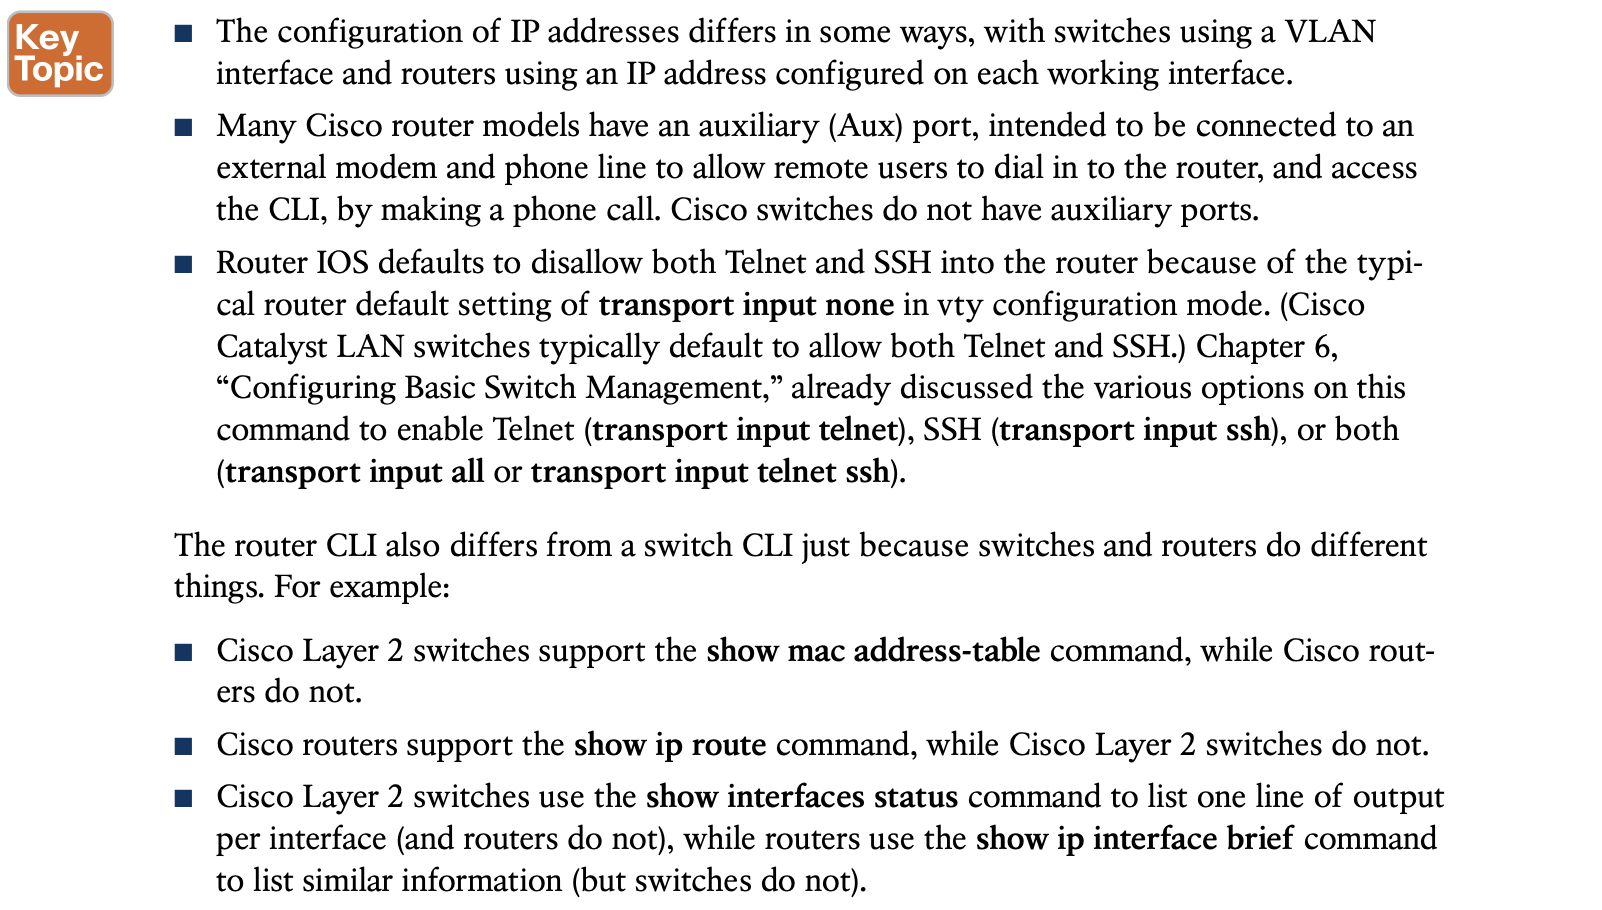 Key
Topic
■ The configuration of IP addresses differs in some ways, with switches using a VLAN
interface and routers using an IP address configured on each working interface.
■ Many Cisco router models have an auxiliary (Aux) port, intended to be connected to an
external modem and phone line to allow remote users to dial in to the router, and access
the CLI, by making a phone call. Cisco switches do not have auxiliary ports.
■ Router IOS defaults to disallow both Telnet and SSH into the router because of the typi-
cal router default setting of transport input none in vty configuration mode. (Cisco
Catalyst LAN switches typically default to allow both Telnet and SSH.) Chapter 6,
“Configuring Basic Switch Management,” already discussed the various options on this
command to enable Telnet (transport input telnet), SSH (transport input ssh), or both
(transport input all or transport input telnet ssh).
The router CLI also differs from a switch CLI just because switches and routers do different
things. For example:
■ Cisco Layer 2 switches support the show mac address-table command, while Cisco rout-
ers do not.
■ Cisco routers support the show ip route command, while Cisco Layer 2 switches do not.
■ Cisco Layer 2 switches use the show interfaces status command to list one line of output
per interface (and routers do not), while routers use the show ip interface brief command
to list similar information (but switches do not).